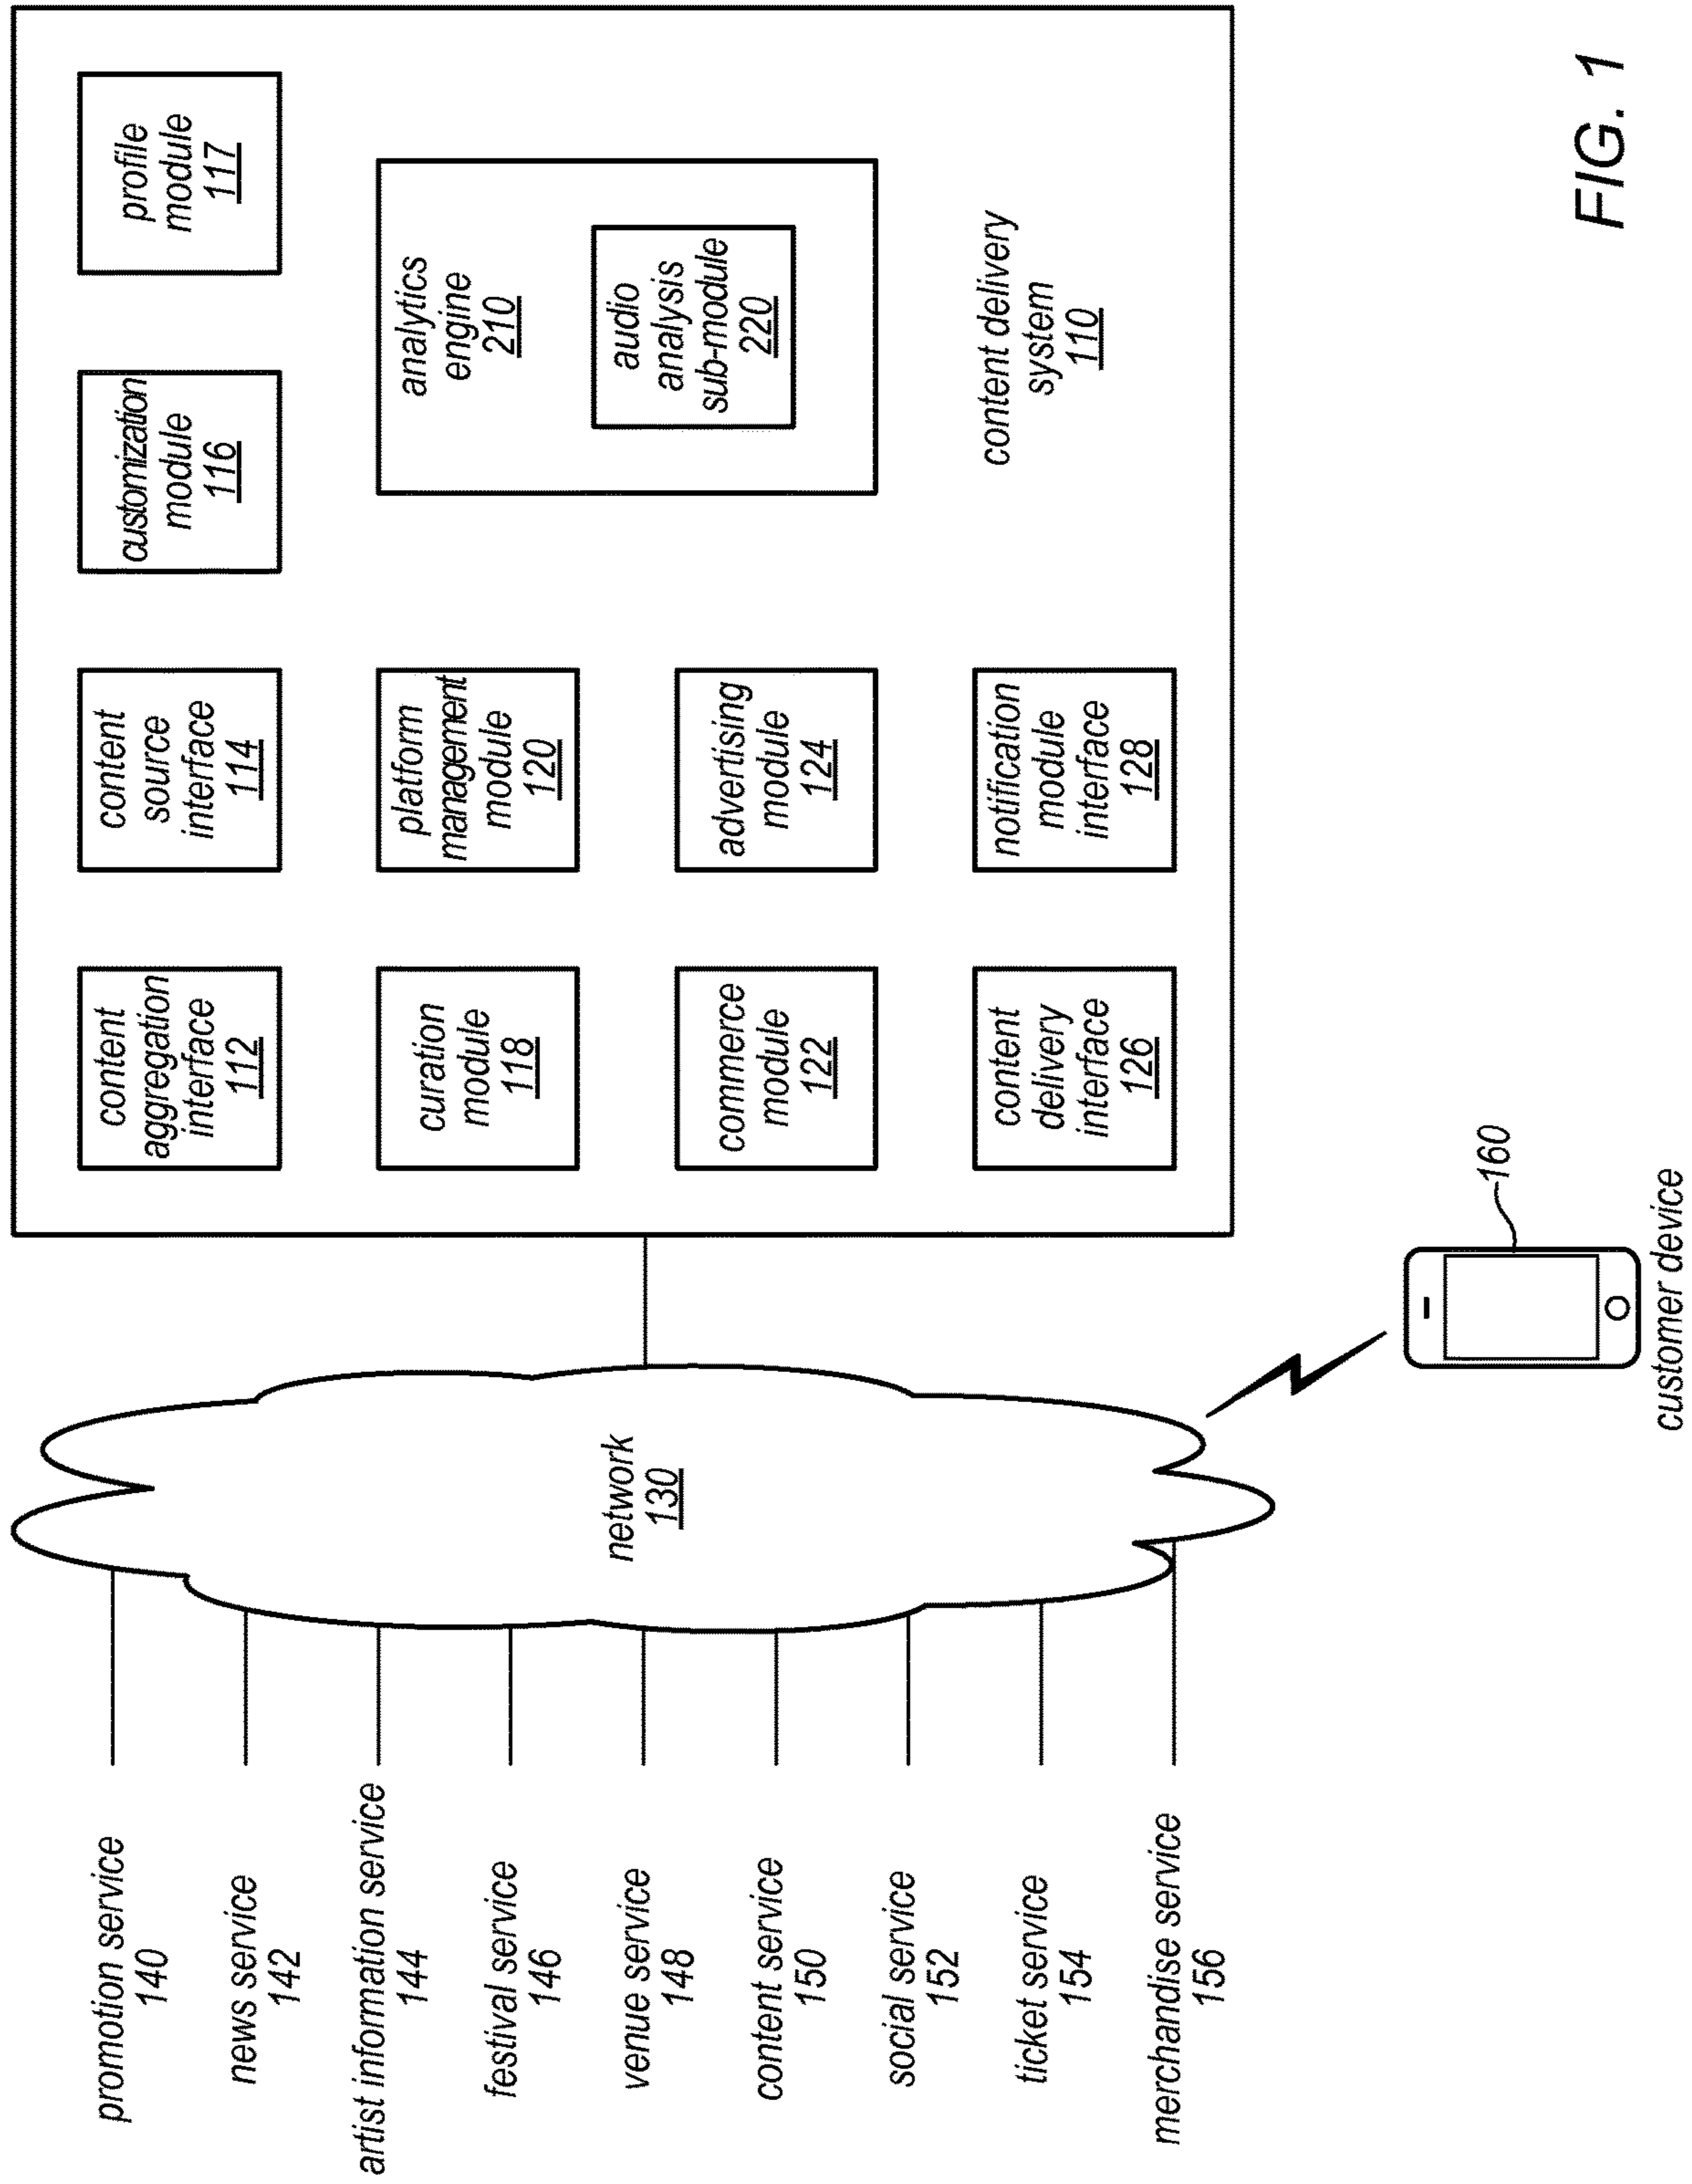 promotion service
140
news service
142
artist information service
144
festival service
146
venue service
148
content service
150
social service
152
ticket service
154
merchandise service
156
network
130
customer device
160
content
aggregation
interface
112
content
source
interface
114
customization
module
116
profile
module
117
curation
module
118
platform
management
module
120
analytics
engine
210
audio
analysis
sub-module
220
commerce
module
122
advertising
module
124
content
delivery
interface
126
notification
module
interface
128
content delivery
system
110
FIG. 1